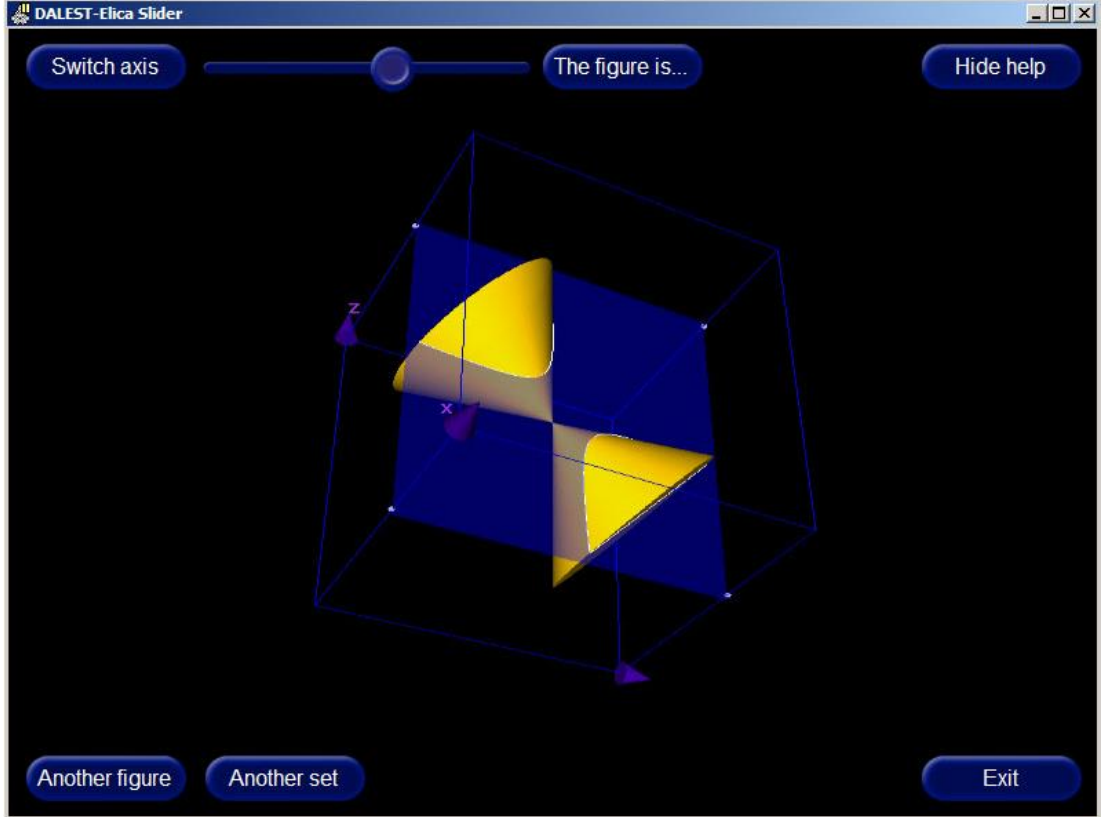 DALEST-Elica Slider
Switch axis
The figure is...
Hide help
Z
X
Another figure
Another set
Exit